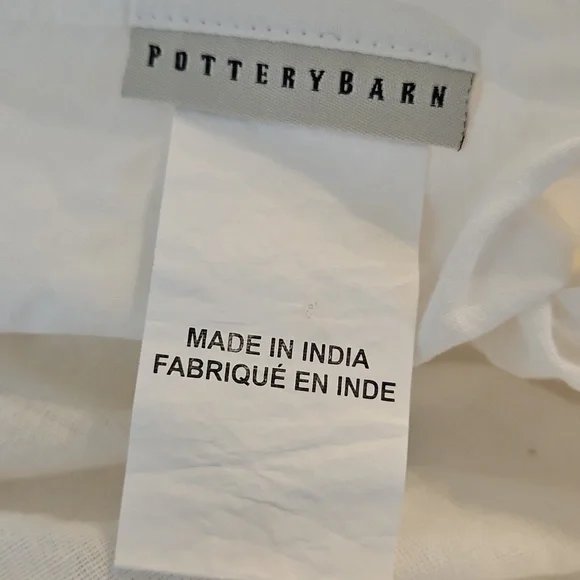 POTTERYBARN
MADE IN INDIA
FABRIQUÉ EN INDE